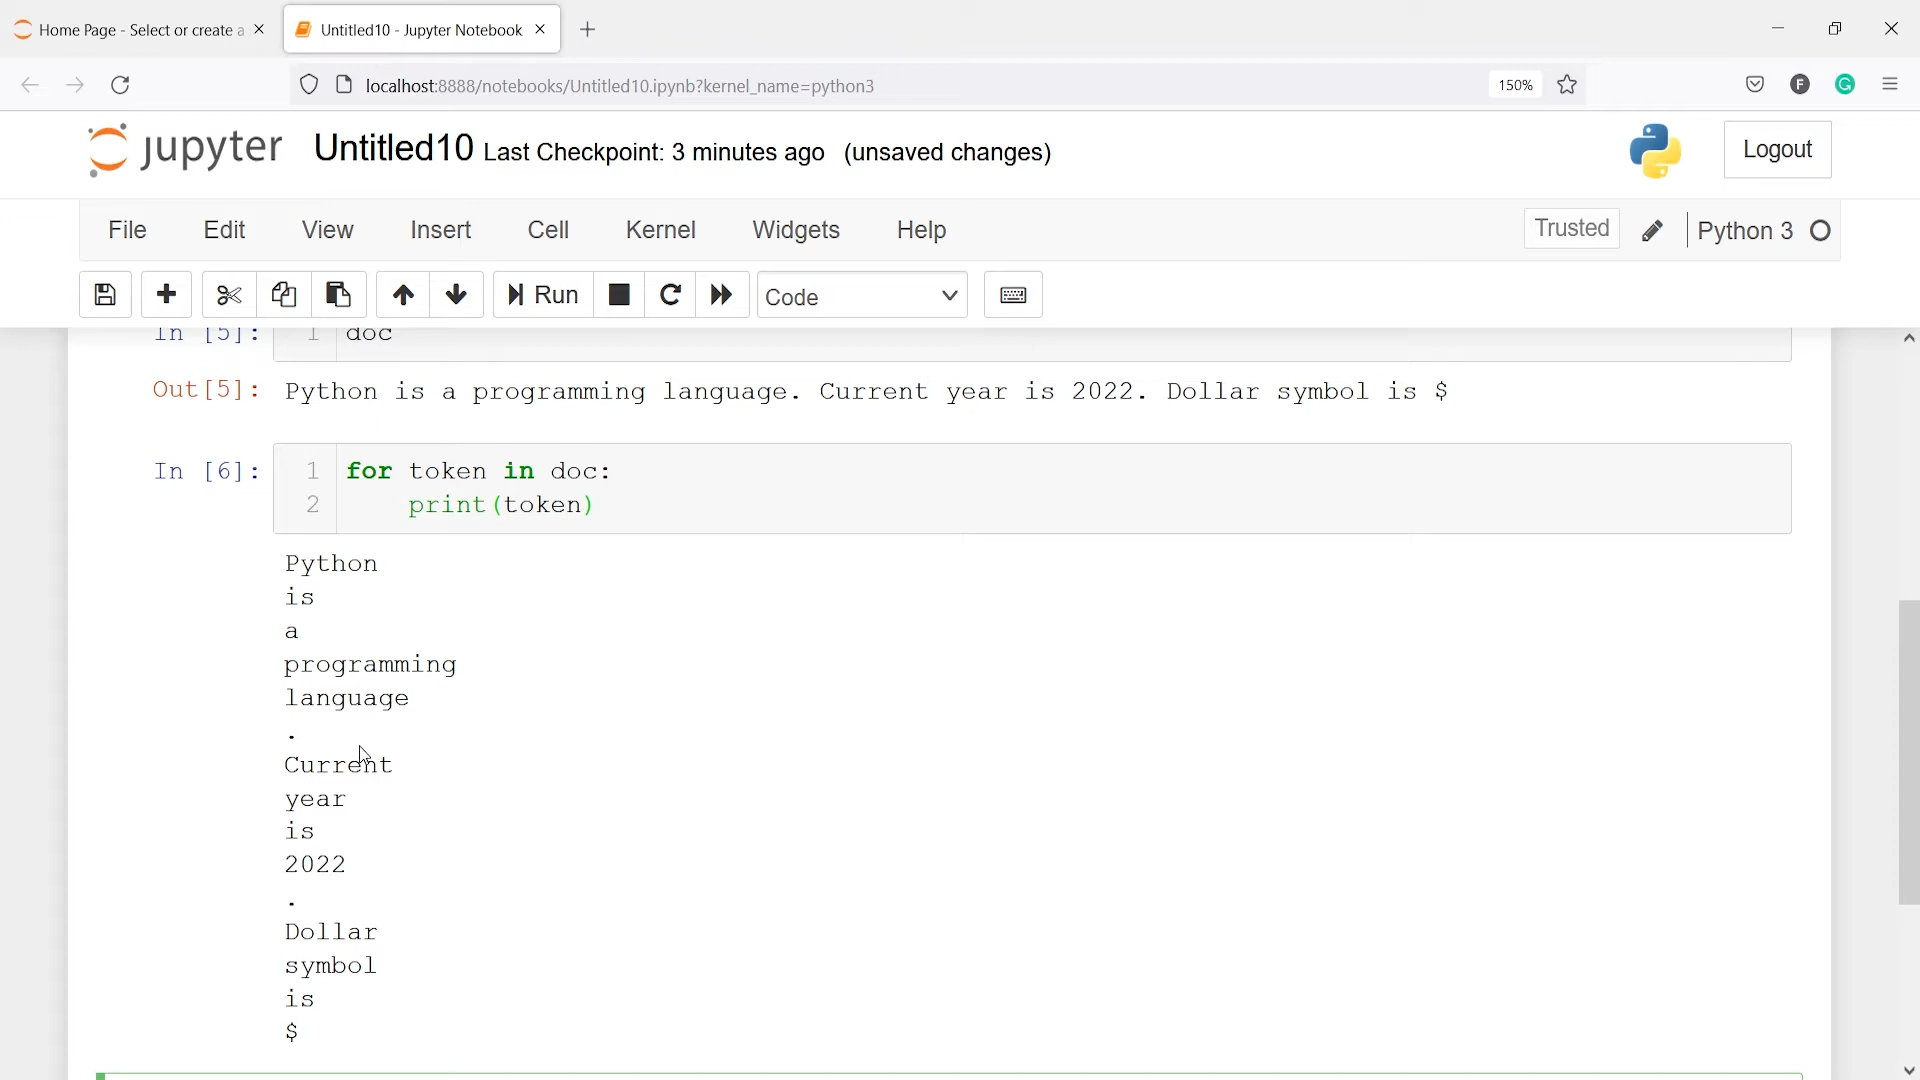 Home Page - Select or create a
Untitled10 - Jupyter Notebook
localhost:8888/notebooks/Untitled10.ipynb?kernel_name=python3
150%
F
G
jupyter Untitled10 Last Checkpoint: 3 minutes ago (unsaved changes)
Logout
File Edit View Insert Cell Kernel Widgets Help
Trusted
Python 3
Run
Code
In [5]: 1 doc
Out[5]: Python is a programming language. Current year is 2022. Dollar symbol is $
In [6]: 1 for token in doc:
2 print(token)
Python
is
a
programming
language
.
Current
year
is
2022
.
Dollar
symbol
is
$